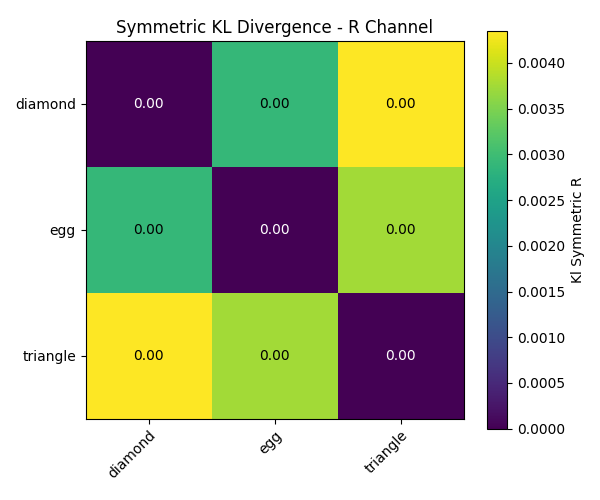 Symmetric KL Divergence - R Channel
diamond
0.00 0.00 0.00
egg
0.00 0.00 0.00
triangle
0.00 0.00 0.00
diamond egg triangle
0.0040
0.0035
0.0030
0.0025
0.0020
0.0015
0.0010
0.0005
0.0000
Kl Symmetric R